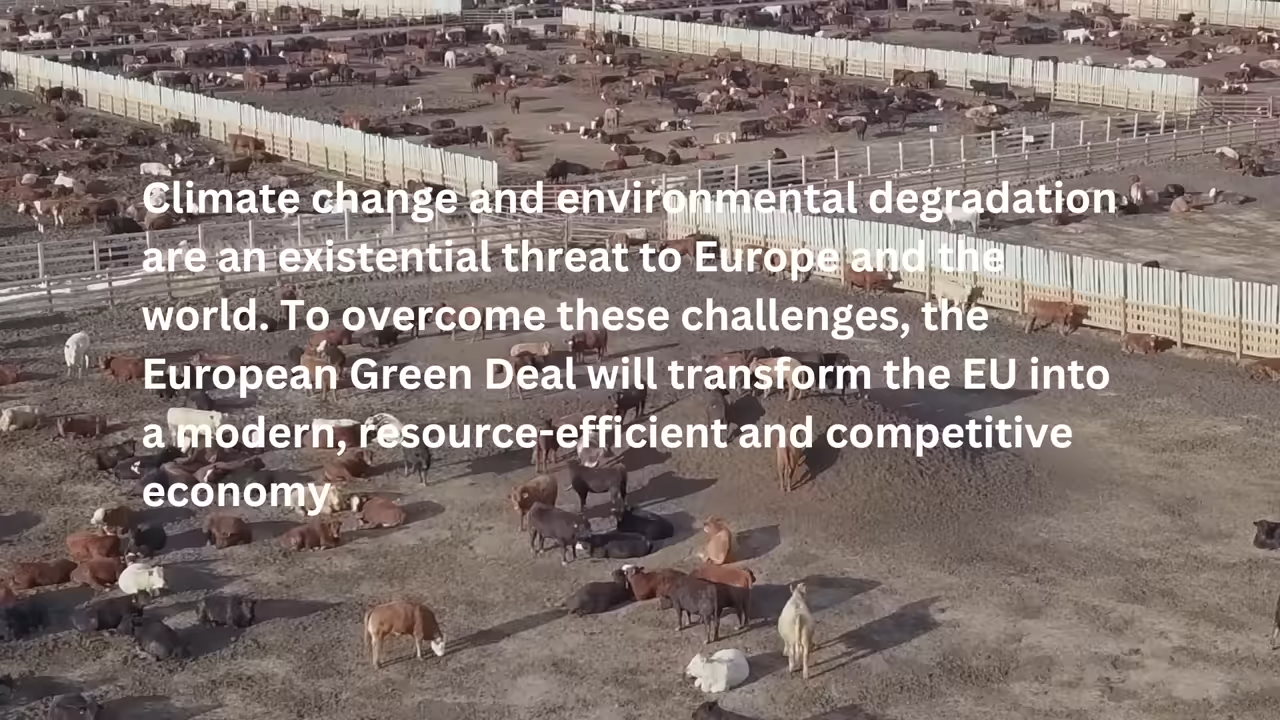 Climate change and environmental degradation
are an existential threat to Europe and the
world. To overcome these challenges, the
European Green Deal will transform the EU into
a modern, resource-efficient and competitive
economy